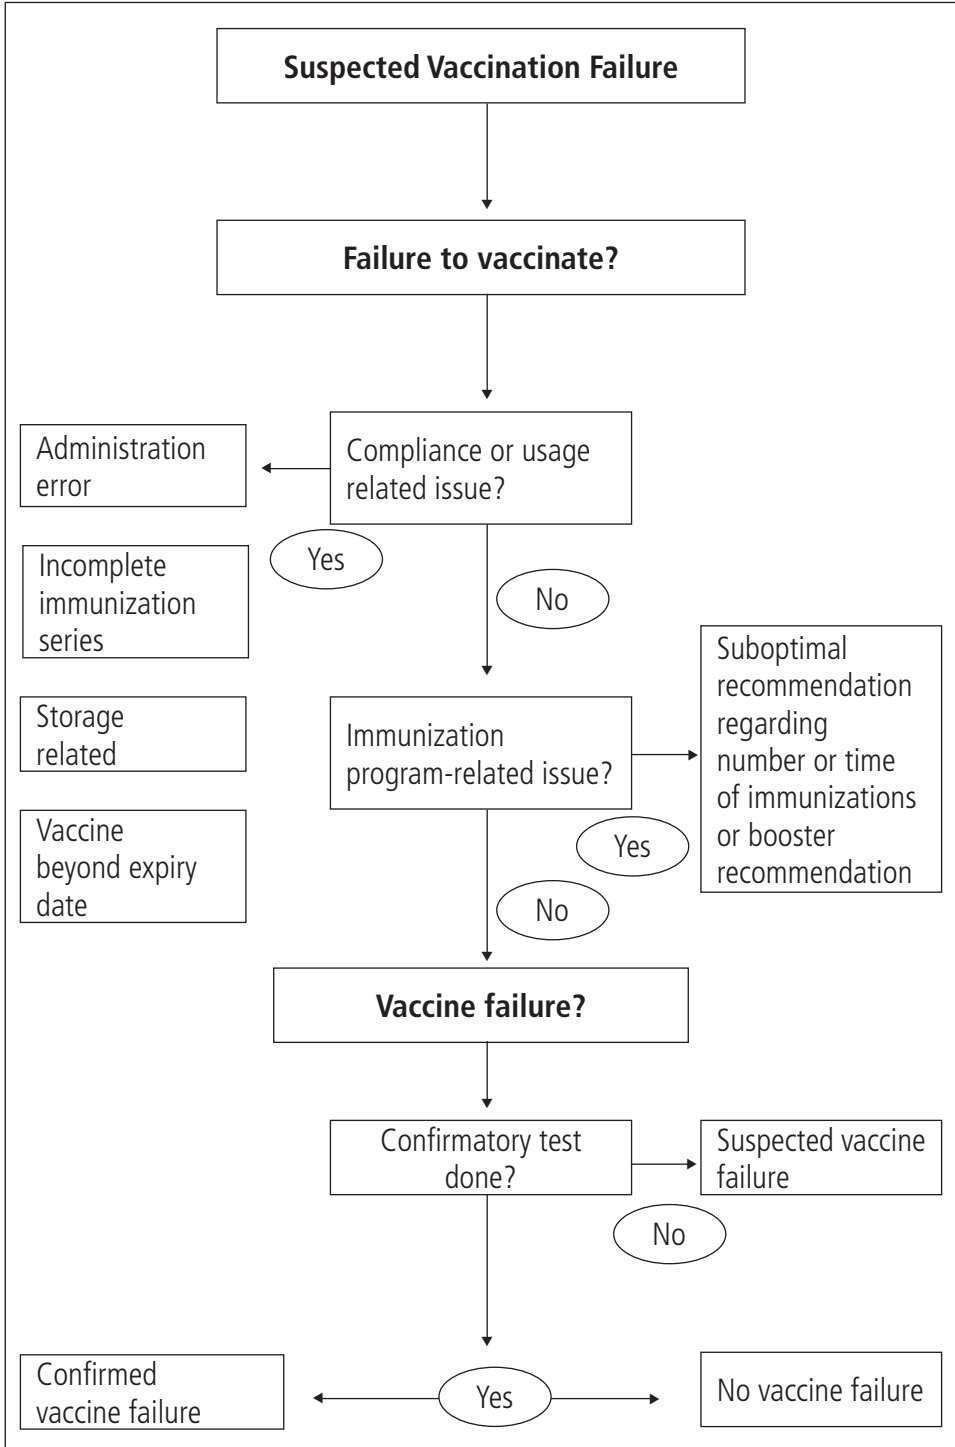 Suspected Vaccination Failure
Failure to vaccinate?
Compliance or usage
related issue?
Administration
error
Yes
Incomplete
immunization
series
No
Storage
related
Vaccine
beyond expiry
date
Immunization
program-related issue?
Suboptimal
recommendation
regarding
number or time
of immunizations
or booster
recommendation
Yes
No
Vaccine failure?
Confirmatory test
done?
Suspected vaccine
failure
No
Confirmed
vaccine failure
Yes
No vaccine failure